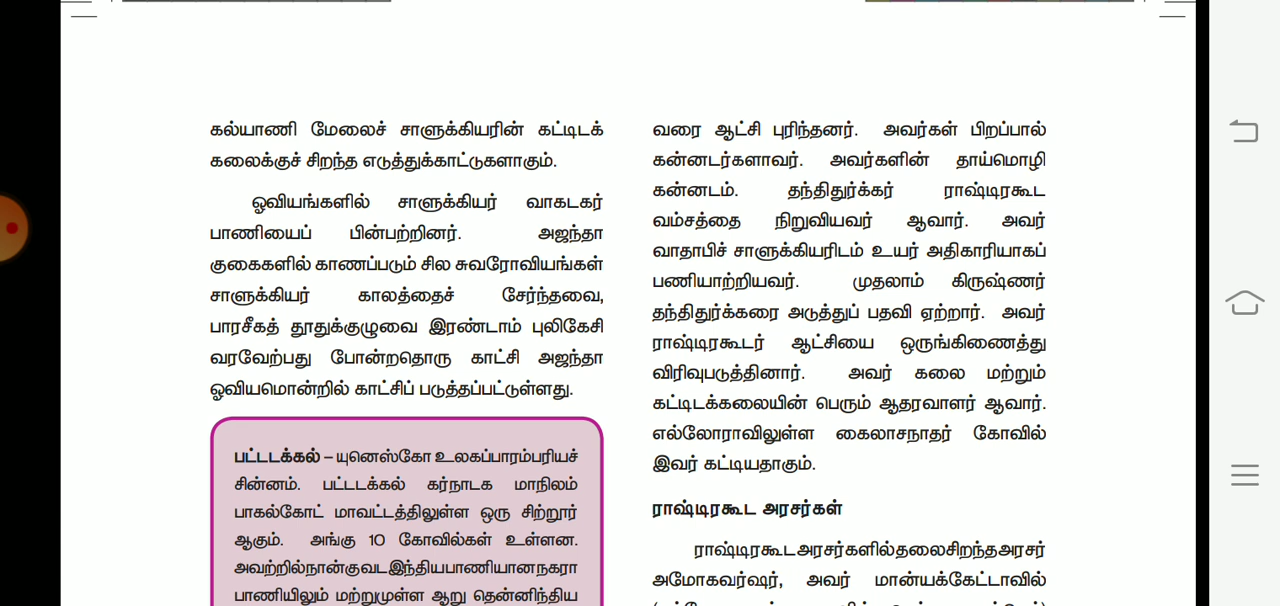 கல்யாணி மேலைச் சாளுக்கியரின் கட்டிடக்
கலைக்குச் சிறந்த எடுத்துக்காட்டுகளாகும்.
ஓவியங்களில் சாளுக்கியர் வாகடகர்
பாணியைப் பின்பற்றினர். அஜந்தா
குகைகளில் காணப்படும் சில சுவரோவியங்கள்
சாளுக்கியர் காலத்தைச் சேர்ந்தவை,
பாரசீகத் தூதுக்குழுவை இரண்டாம் புலிகேசி
வரவேற்பது போன்றதொரு காட்சி அஜந்தா
ஓவியமொன்றில் காட்சிப் படுத்தப்பட்டுள்ளது.
பட்டடக்கல் – யுனெஸ்கோ உலகப்பாரம்பரியச்
சின்னம். பட்டடக்கல் கர்நாடக மாநிலம்
பாகல்கோட் மாவட்டத்திலுள்ள ஒரு சிற்றூர்
ஆகும். அங்கு 10 கோவில்கள் உள்ளன.
அவற்றில்நான்குவடஇந்தியபாணியானநகரா
பாணியிலும் மற்றுமுள்ள ஆறு தென்னிந்திய
வரை ஆட்சி புரிந்தனர். அவர்கள் பிறப்பால்
கன்னடர்களாவர். அவர்களின் தாய்மொழி
கன்னடம். தந்திதுர்க்கர் ராஷ்டிரகூட
வம்சத்தை நிறுவியவர் ஆவார். அவர்
வாதாபிச் சாளுக்கியரிடம் உயர் அதிகாரியாகப்
பணியாற்றியவர். முதலாம் கிருஷ்ணர்
தந்திதுர்க்கரை அடுத்துப் பதவி ஏற்றார். அவர்
ராஷ்டிரகூடர் ஆட்சியை ஒருங்கிணைத்து
விரிவுபடுத்தினார். அவர் கலை மற்றும்
கட்டிடக்கலையின் பெரும் ஆதரவாளர் ஆவார்.
எல்லோராவிலுள்ள கைலாசநாதர் கோவில்
இவர் கட்டியதாகும்.
ராஷ்டிரகூட அரசர்கள்
ராஷ்டிரகூடஅரசர்களில்தலைசிறந்தஅரசர்
அமோகவர்ஷர், அவர் மான்யக்கேட்டாவில்